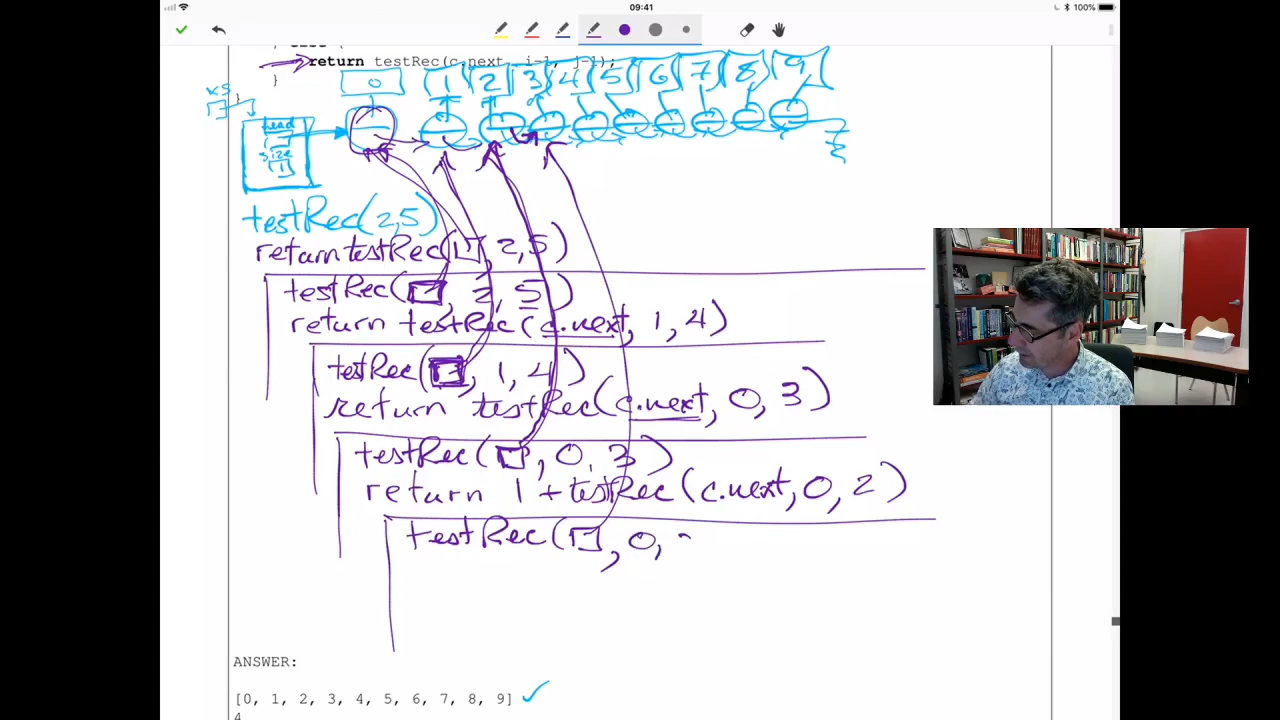 09:41
100%
} else {
return testRec(c.next, i-1, j-1);
}
}
0 1 2 3 4 5 6 7 8 9
xs
head
size
testRec(2,5)
return testRec( , 2,5)
testRec( , 2, 5)
return testRec(c.next, 1, 4)
testRec( , 1, 4)
return testRec(c.next, 0, 3)
testRec( , 0, 3)
return 1 + testRec(c.next, 0, 2)
testRec( , 0,
ANSWER:
[0, 1, 2, 3, 4, 5, 6, 7, 8, 9]
4